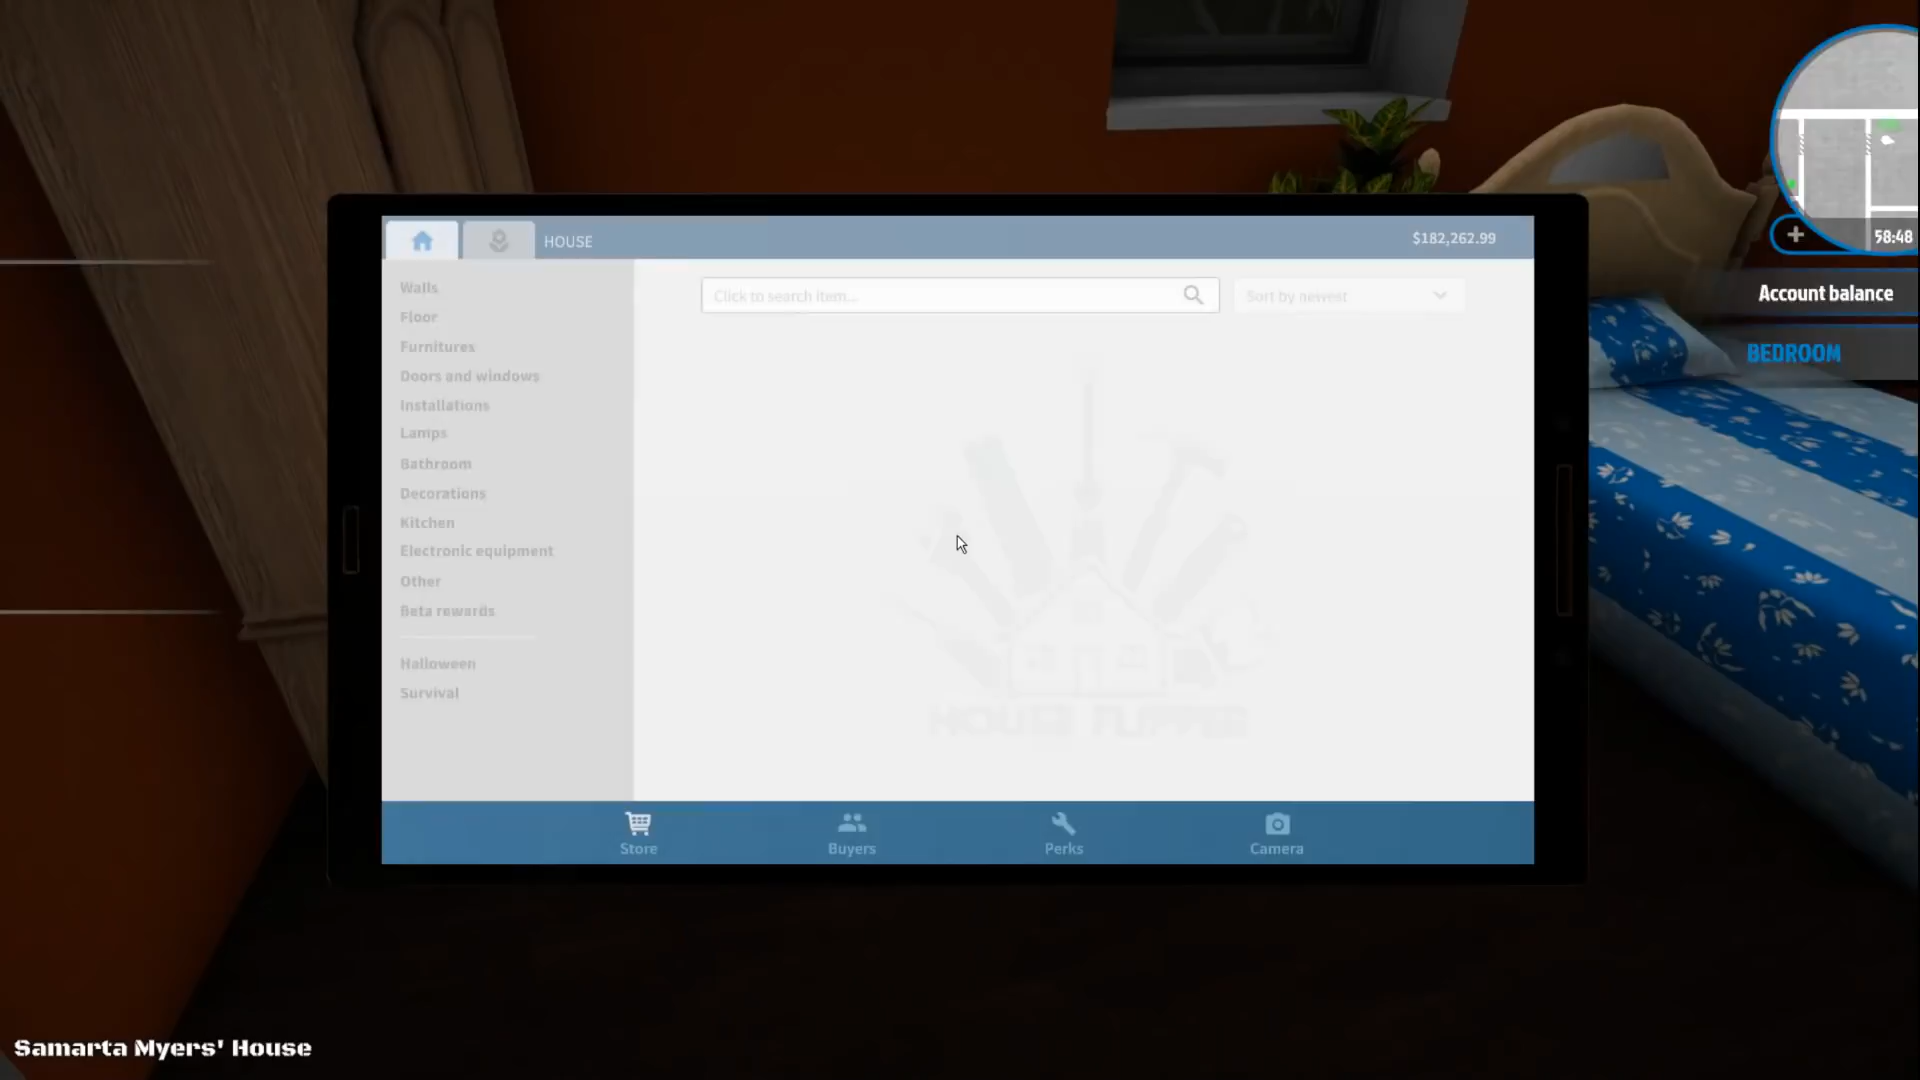 HOUSE
$182,262.99
Walls
Floor
Furnitures
Doors and windows
Installations
Lamps
Bathroom
Decorations
Kitchen
Electronic equipment
Other
Beta rewards
Halloween
Survival
Click to search item...
Sort by newest
HOUSE FLIPPER
Store
Buyers
Perks
Camera
58:48
Account balance
BEDROOM
Samarta Myers' House